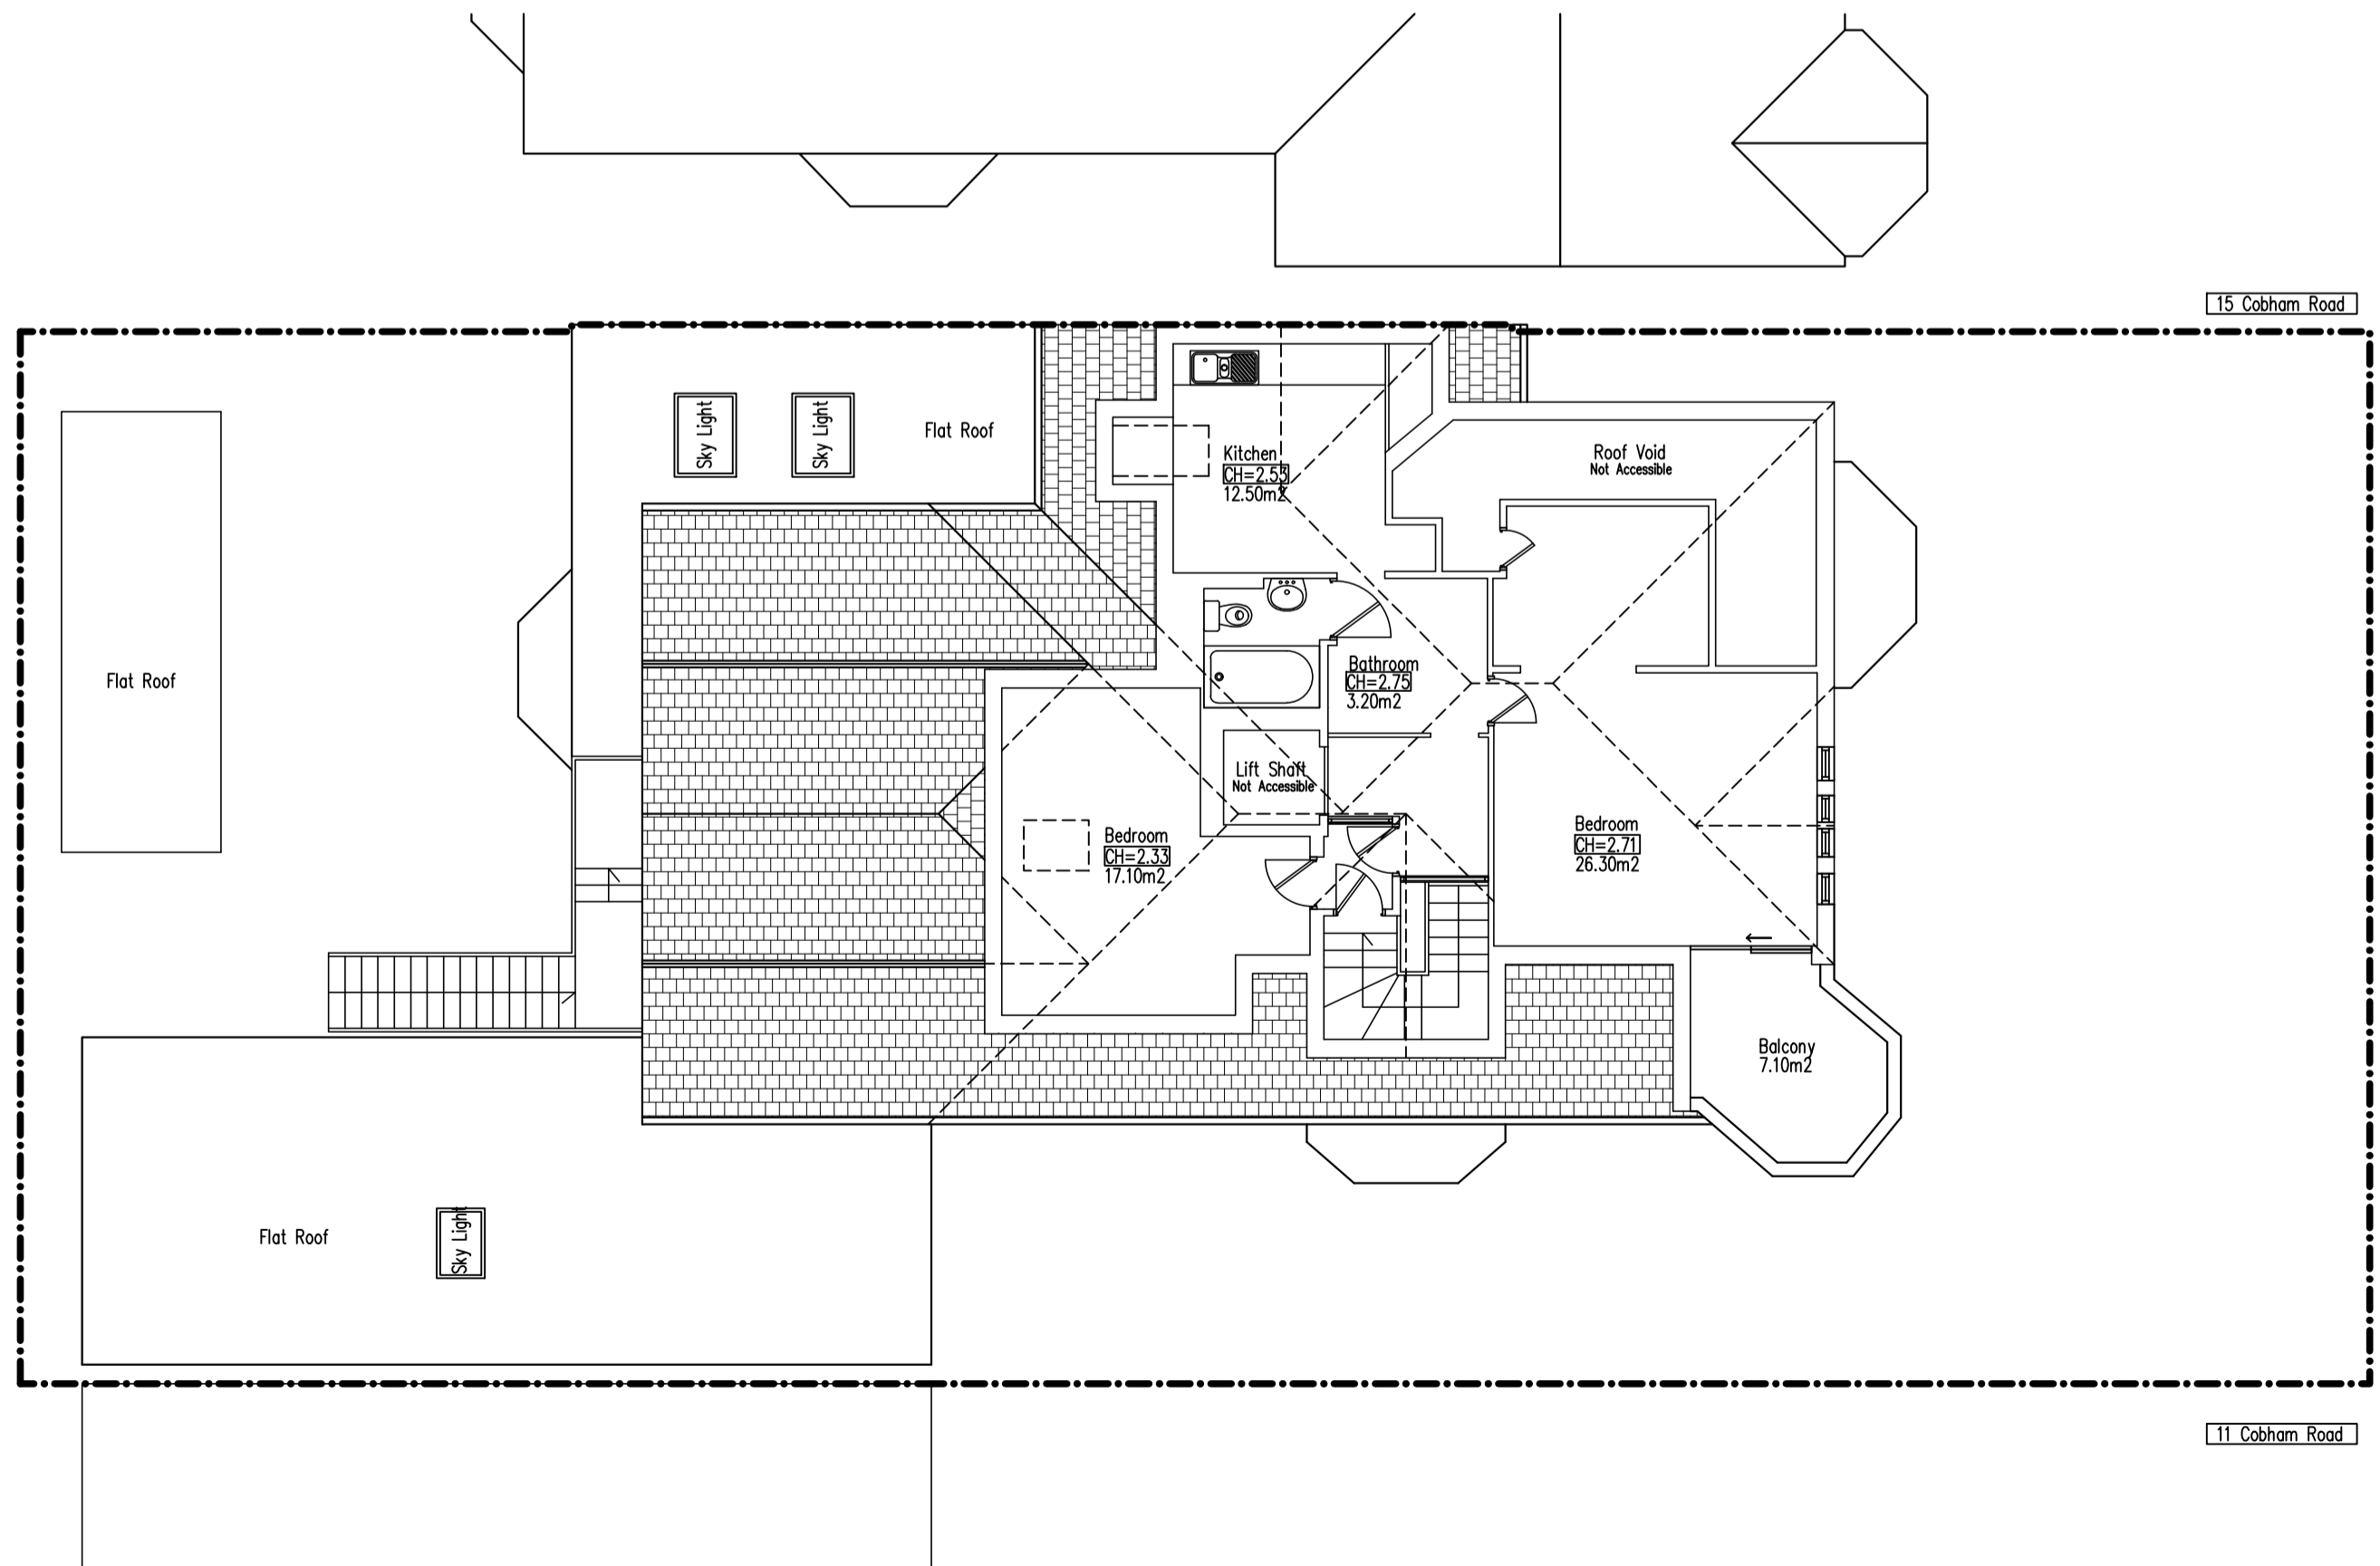 15 Cobham Road
Sky Light
Sky Light
Flat Roof
Kitchen
CH=2.53
12.50m2
Roof Void
Not Accessible
Flat Roof
Bathroom
CH=2.75
3.20m2
Lift Shaft
Not Accessible
Bedroom
CH=2.33
17.10m2
Bedroom
CH=2.71
26.30m2
Balcony
7.10m2
Flat Roof
Sky Light
11 Cobham Road